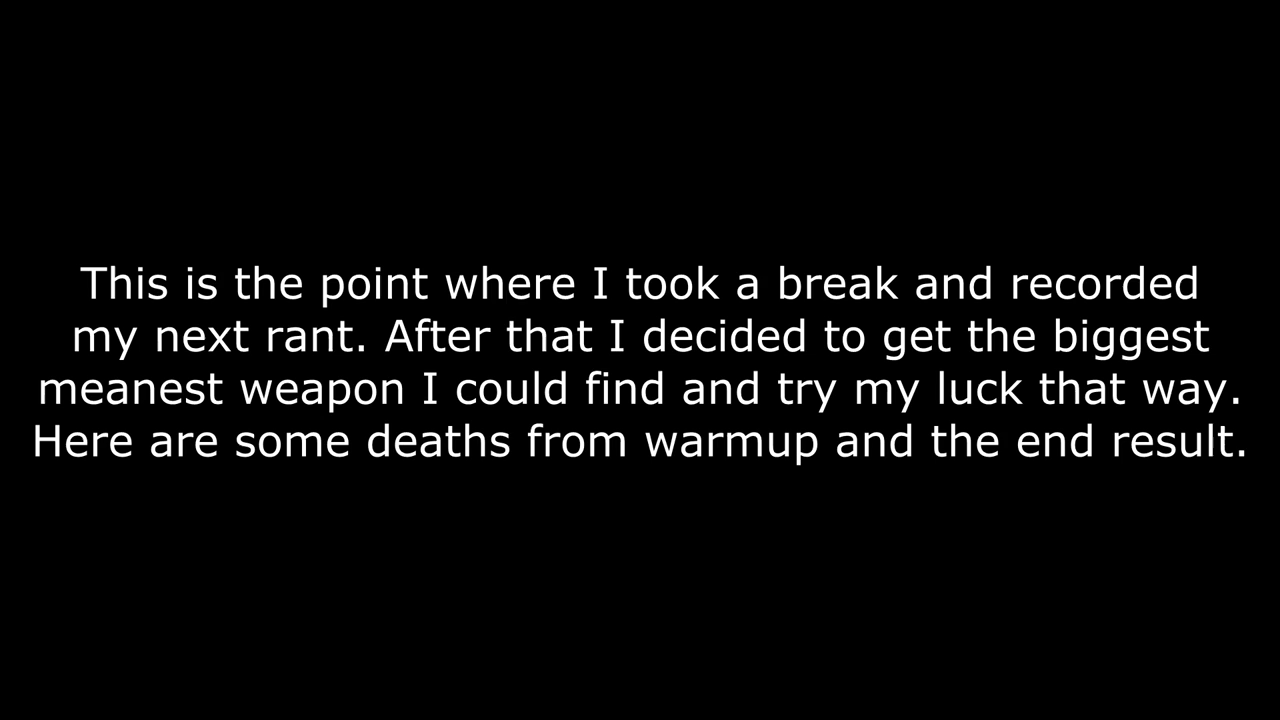 This is the point where I took a break and recorded
my next rant. After that I decided to get the biggest
meanest weapon I could find and try my luck that way.
Here are some deaths from warmup and the end result.